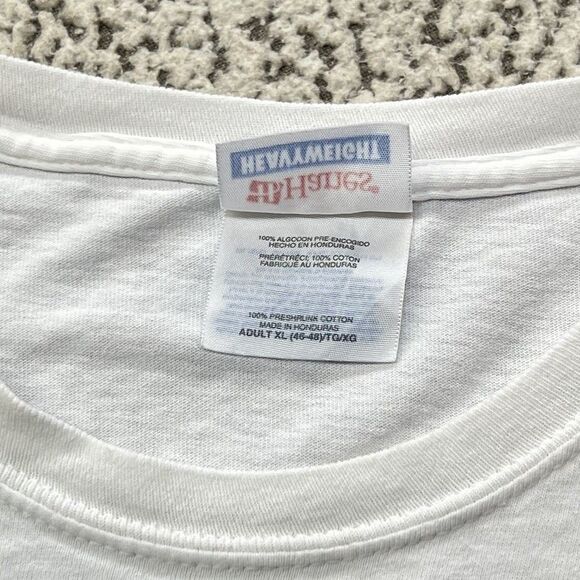 HEAVYWEIGHT
Hanes®
100% ALGODON PRE-ENCOGIDO
HECHO EN HONDURAS
PRÉRÉTRÉCI; 100% COTON
FABRIQUÉ AU HONDURAS
100% PRESHRUNK COTTON
MADE IN HONDURAS
ADULT XL (46-48)/TG/XG